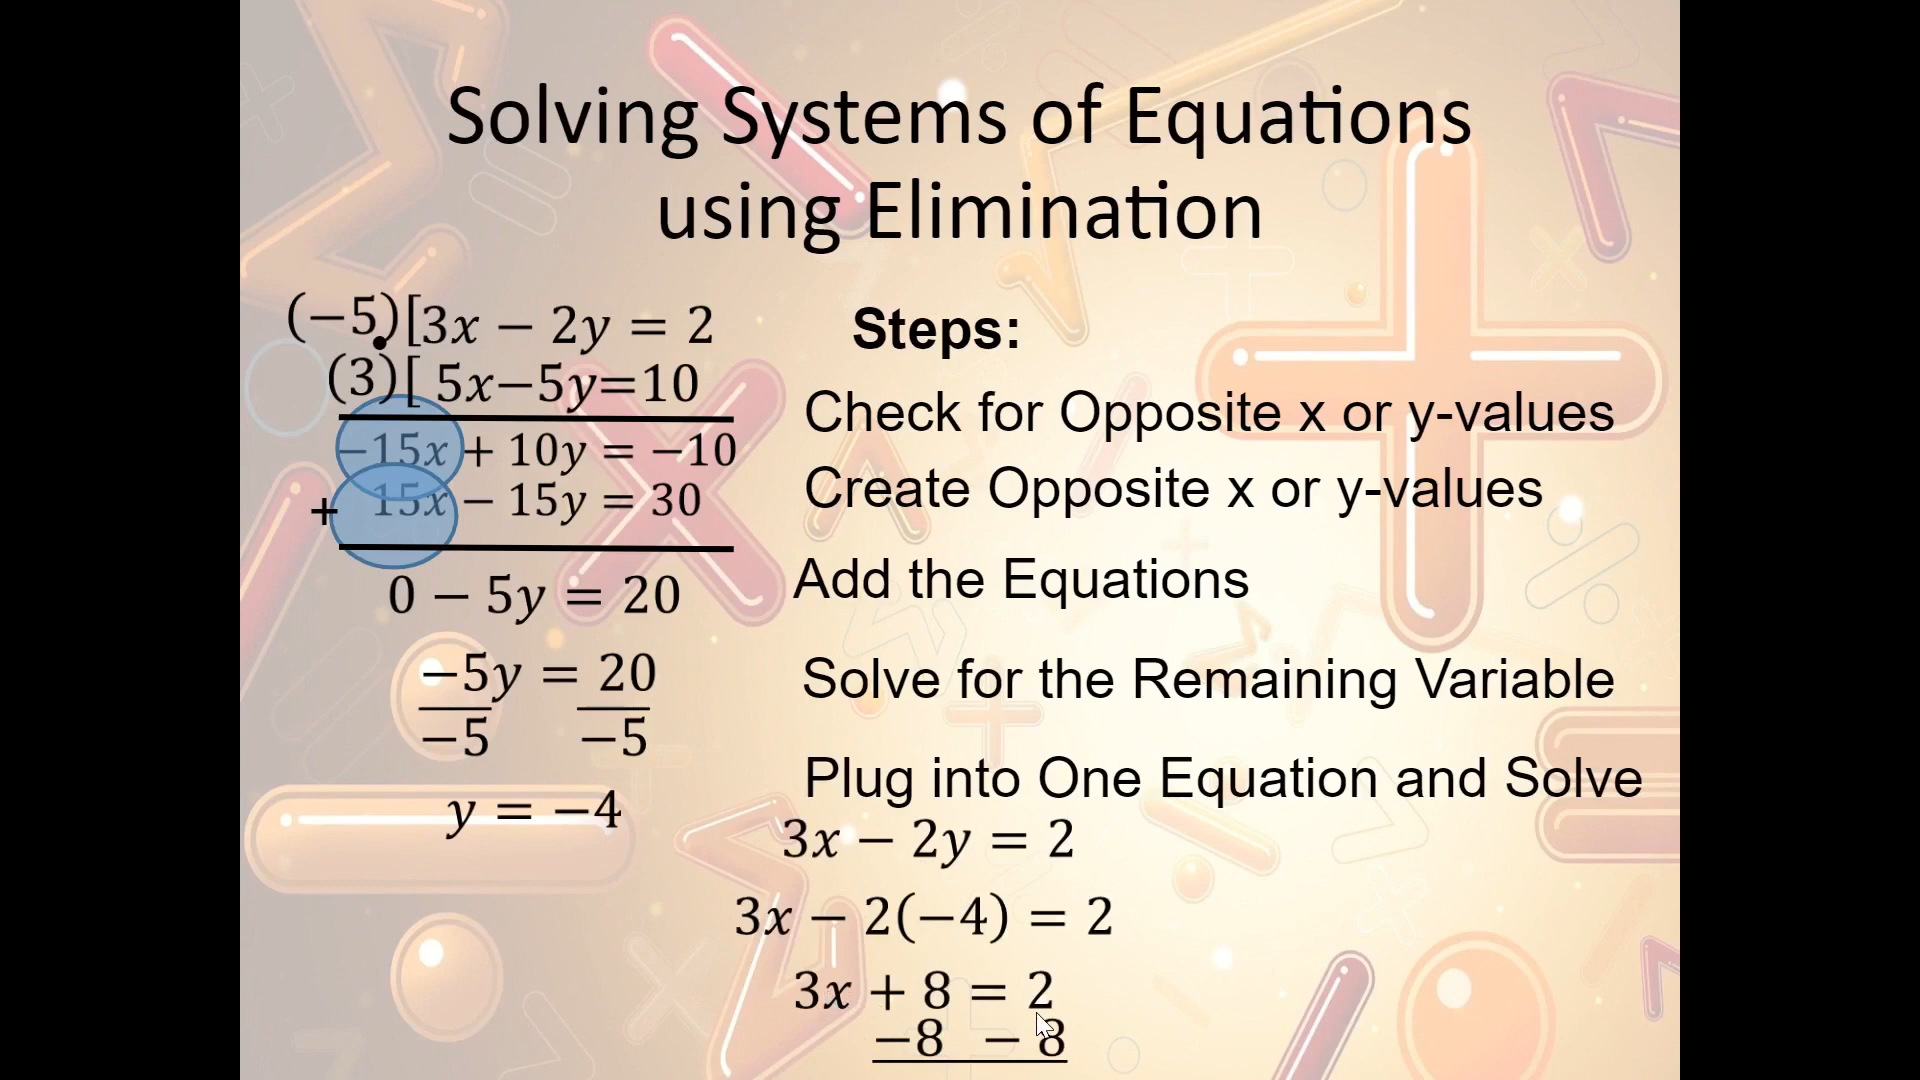 Solving Systems of Equations
using Elimination
(−5)[3x − 2y = 2
(3)[ 5x−5y=10
−15x + 10y = −10
+ 15x − 15y = 30
0 − 5y = 20
−5y = 20
−5 −5
y = −4
Steps:
Check for Opposite x or y-values
Create Opposite x or y-values
Add the Equations
Solve for the Remaining Variable
Plug into One Equation and Solve
3x − 2y = 2
3x − 2(−4) = 2
3x + 8 = 2
−8 − 8